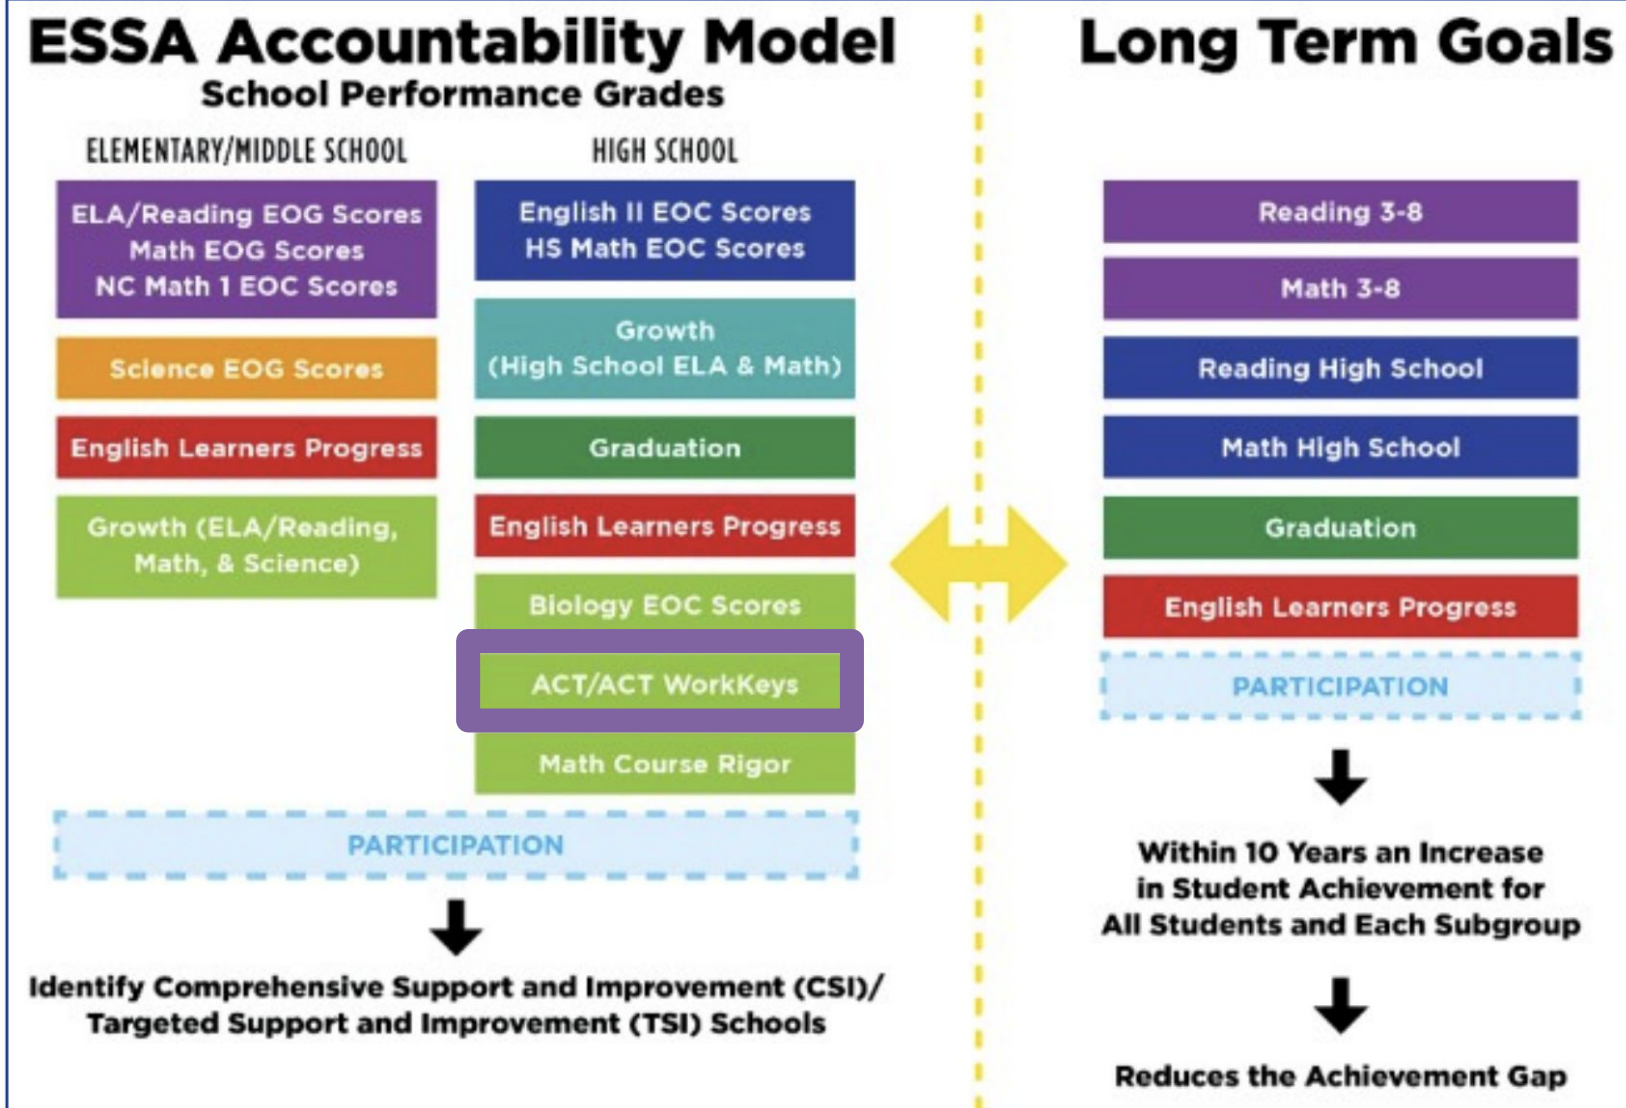 ESSA Accountability Model
School Performance Grades
ELEMENTARY/MIDDLE SCHOOL
ELA/Reading EOG Scores
Math EOG Scores
NC Math 1 EOC Scores
Science EOG Scores
English Learners Progress
Growth (ELA/Reading,
Math, & Science)
HIGH SCHOOL
English II EOC Scores
HS Math EOC Scores
Growth
(High School ELA & Math)
Graduation
English Learners Progress
Biology EOC Scores
ACT/ACT WorkKeys
Math Course Rigor
PARTICIPATION
Identify Comprehensive Support and Improvement (CSI)/
Targeted Support and Improvement (TSI) Schools
Long Term Goals
Reading 3-8
Math 3-8
Reading High School
Math High School
Graduation
English Learners Progress
PARTICIPATION
Within 10 Years an Increase
in Student Achievement for
All Students and Each Subgroup
Reduces the Achievement Gap